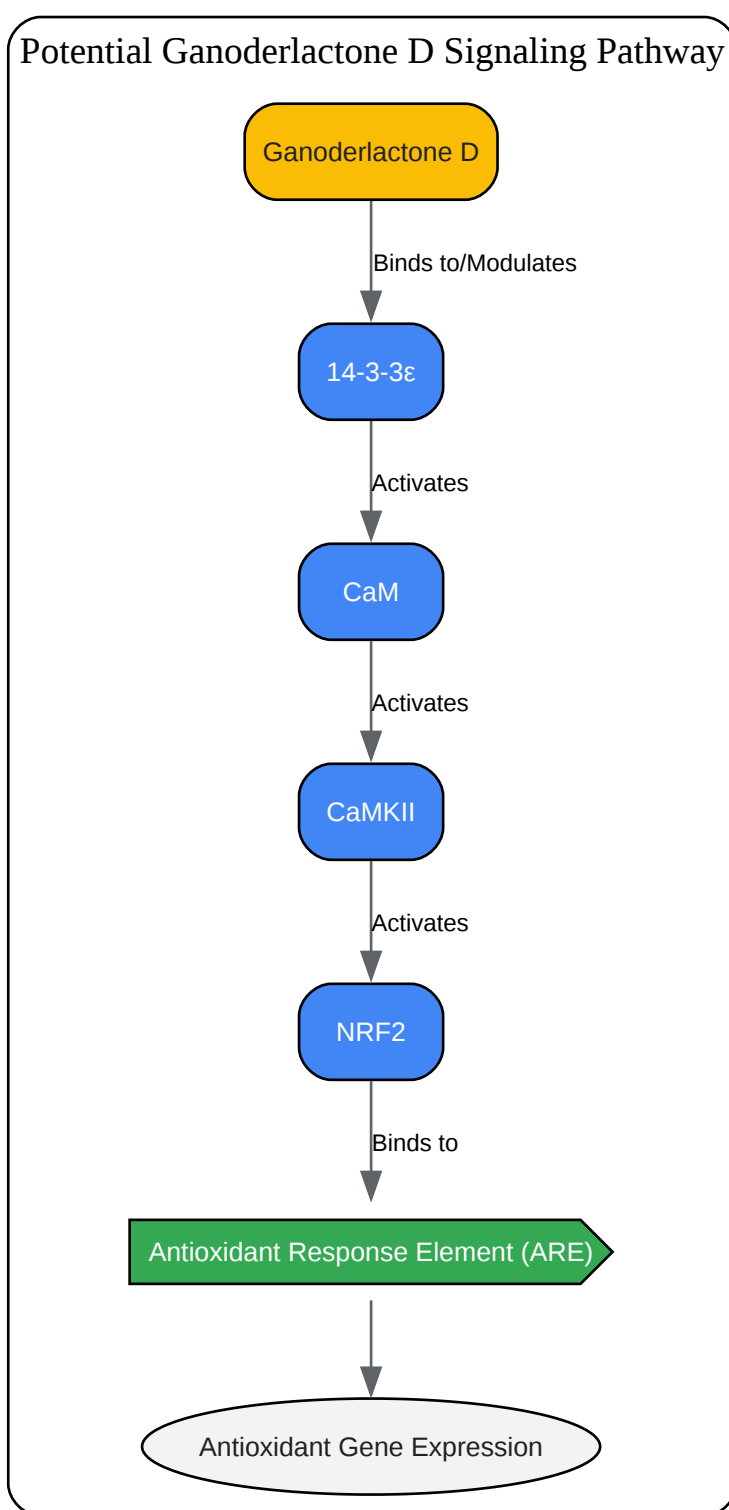 Potential Ganoderlactone D Signaling Pathway
Ganoderlactone D
Binds to/Modulates
14-3-3ε
Activates
CaM
Activates
CaMKII
Activates
NRF2
Binds to
Antioxidant Response Element (ARE)
Antioxidant Gene Expression